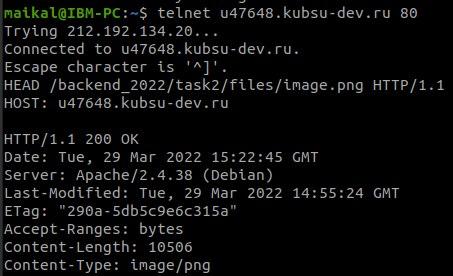 maikal@IBM-PC:~$ telnet u47648.kubsu-dev.ru 80
Trying 212.192.134.20...
Connected to u47648.kubsu-dev.ru.
Escape character is '^]'.
HEAD /backend_2022/task2/files/image.png HTTP/1.1
HOST: u47648.kubsu-dev.ru

HTTP/1.1 200 OK
Date: Tue, 29 Mar 2022 15:22:45 GMT
Server: Apache/2.4.38 (Debian)
Last-Modified: Tue, 29 Mar 2022 14:55:24 GMT
ETag: "290a-5db5c9e6c315a"
Accept-Ranges: bytes
Content-Length: 10506
Content-Type: image/png